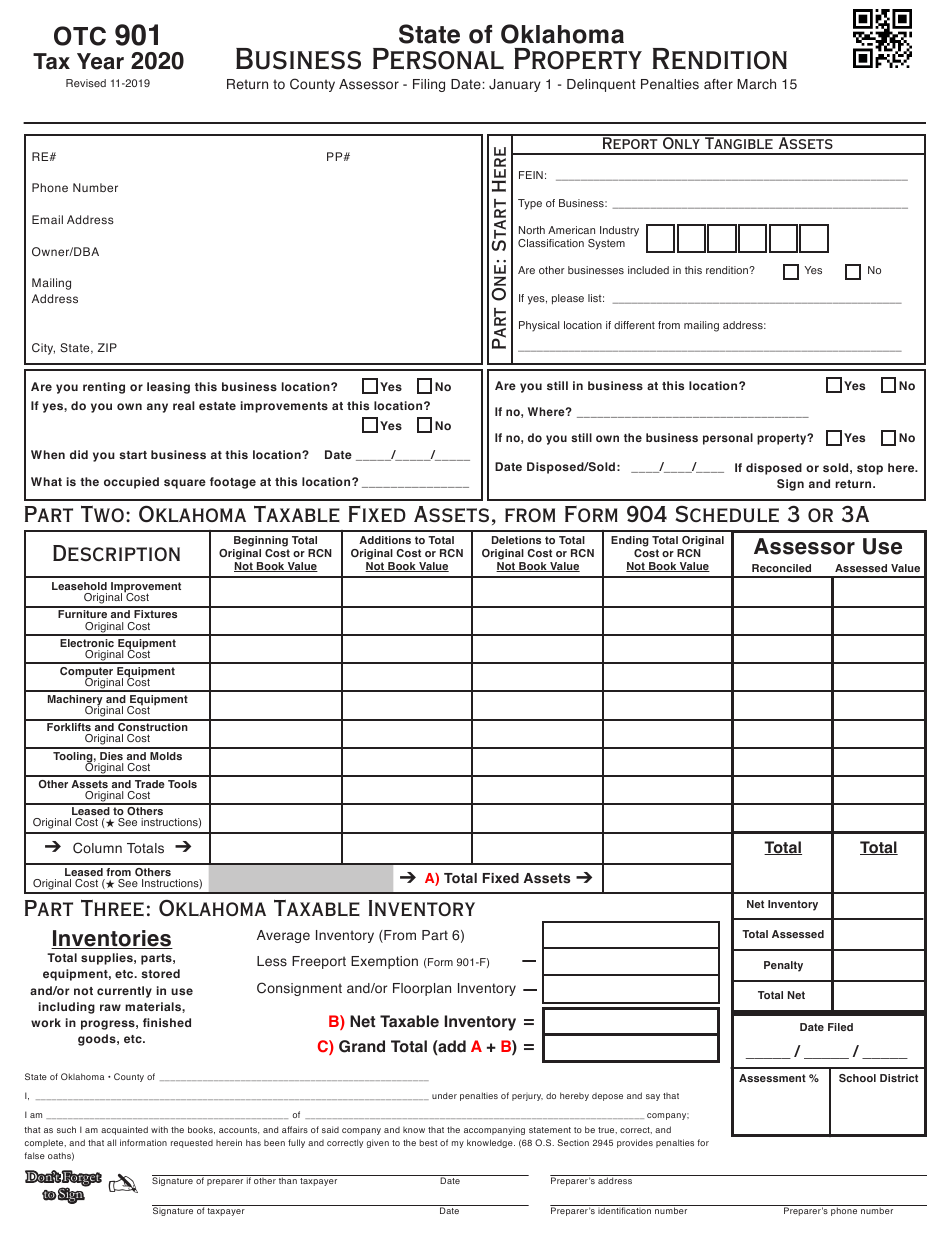 OTC 901
Tax Year 2020
Revised 11-2019
State of Oklahoma
Business Personal Property Rendition
Return to County Assessor - Filing Date: January 1 - Delinquent Penalties after March 15
RE# PP#
Phone Number
Email Address
Owner/DBA
Mailing
Address
City, State, ZIP
Part One: Start Here
Report Only Tangible Assets
FEIN:
Type of Business:
North American Industry
Classification System
Are other businesses included in this rendition? Yes No
If yes, please list:
Physical location if different from mailing address:
Are you renting or leasing this business location? Yes No
If yes, do you own any real estate improvements at this location?
Yes No
When did you start business at this location? Date _____/_____/_____
What is the occupied square footage at this location? _______________
Are you still in business at this location? Yes No
If no, Where?
If no, do you still own the business personal property? Yes No
Date Disposed/Sold: ____/____/____ If disposed or sold, stop here.
Sign and return.
Part Two: Oklahoma Taxable Fixed Assets, from Form 904 Schedule 3 or 3A
Description
Beginning Total
Original Cost or RCN
Not Book Value
Additions to Total
Original Cost or RCN
Not Book Value
Deletions to Total
Original Cost or RCN
Not Book Value
Ending Total Original
Cost or RCN
Not Book Value
Assessor Use
Reconciled Assessed Value
Leasehold Improvement
Original Cost
Furniture and Fixtures
Original Cost
Electronic Equipment
Original Cost
Computer Equipment
Original Cost
Machinery and Equipment
Original Cost
Forklifts and Construction
Original Cost
Tooling, Dies and Molds
Original Cost
Other Assets and Trade Tools
Original Cost
Leased to Others
Original Cost (★ See instructions)
➔ Column Totals ➔
Total Total
Leased from Others
Original Cost (★ See Instructions)
➔ A) Total Fixed Assets ➔
Part Three: Oklahoma Taxable Inventory
Inventories
Total supplies, parts,
equipment, etc. stored
and/or not currently in use
including raw materials,
work in progress, finished
goods, etc.
Average Inventory (From Part 6)
Less Freeport Exemption (Form 901-F) —
Consignment and/or Floorplan Inventory —
B) Net Taxable Inventory =
C) Grand Total (add A + B) =
Net Inventory
Total Assessed
Penalty
Total Net
Date Filed
_____ / _____ / _____
Assessment % School District
State of Oklahoma • County of
I, ______ under penalties of perjury, do hereby depose and say that
I am ______ of ______ company;
that as such I am acquainted with the books, accounts, and affairs of said company and know that the accompanying statement to be true, correct, and
complete, and that all information requested herein has been fully and correctly given to the best of my knowledge. (68 O.S. Section 2945 provides penalties for
false oaths)
Don't Forget
to Sign
Signature of preparer if other than taxpayer Date
Preparer's address
Signature of taxpayer Date
Preparer's identification number Preparer's phone number